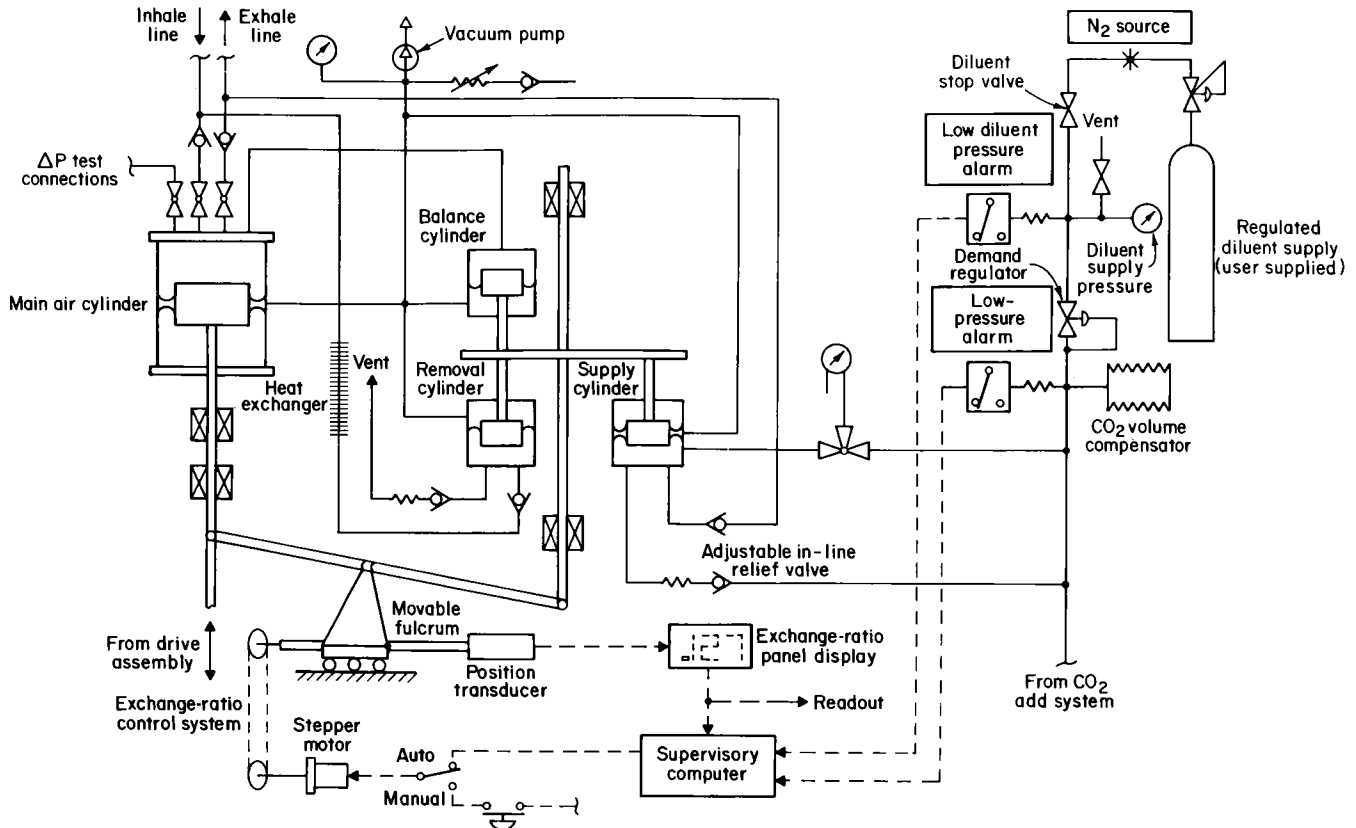 Inhale
line
Exhale
line
Vacuum pump
N2 source
Diluent
stop valve
Vent
Low diluent
pressure
alarm
ΔP test
connections
Balance
cylinder
Diluent
supply
pressure
Regulated
diluent supply
(user supplied)
Demand
regulator
Main air cylinder
Low-
pressure
alarm
Vent
Removal
cylinder
Supply
cylinder
Heat
exchanger
CO2 volume
compensator
Adjustable in-line
relief valve
Movable
fulcrum
From drive
assembly
Position
transducer
Exchange-ratio
panel display
From CO2
add system
Exchange-ratio
control system
Readout
Stepper
motor
Auto
Manual
Supervisory
computer